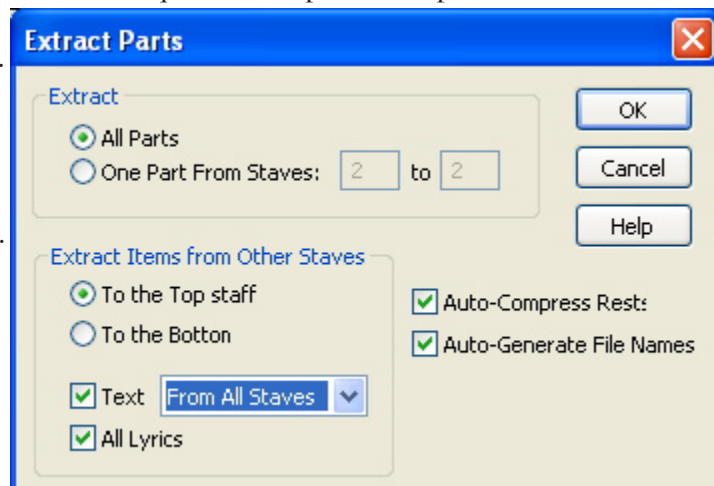 Extract Parts
Extract
All Parts
One Part From Staves: 2 to 2
OK
Cancel
Help
Extract Items from Other Staves
To the Top staff
To the Botton
Text From All Staves
All Lyrics
Auto-Compress Rests
Auto-Generate File Names